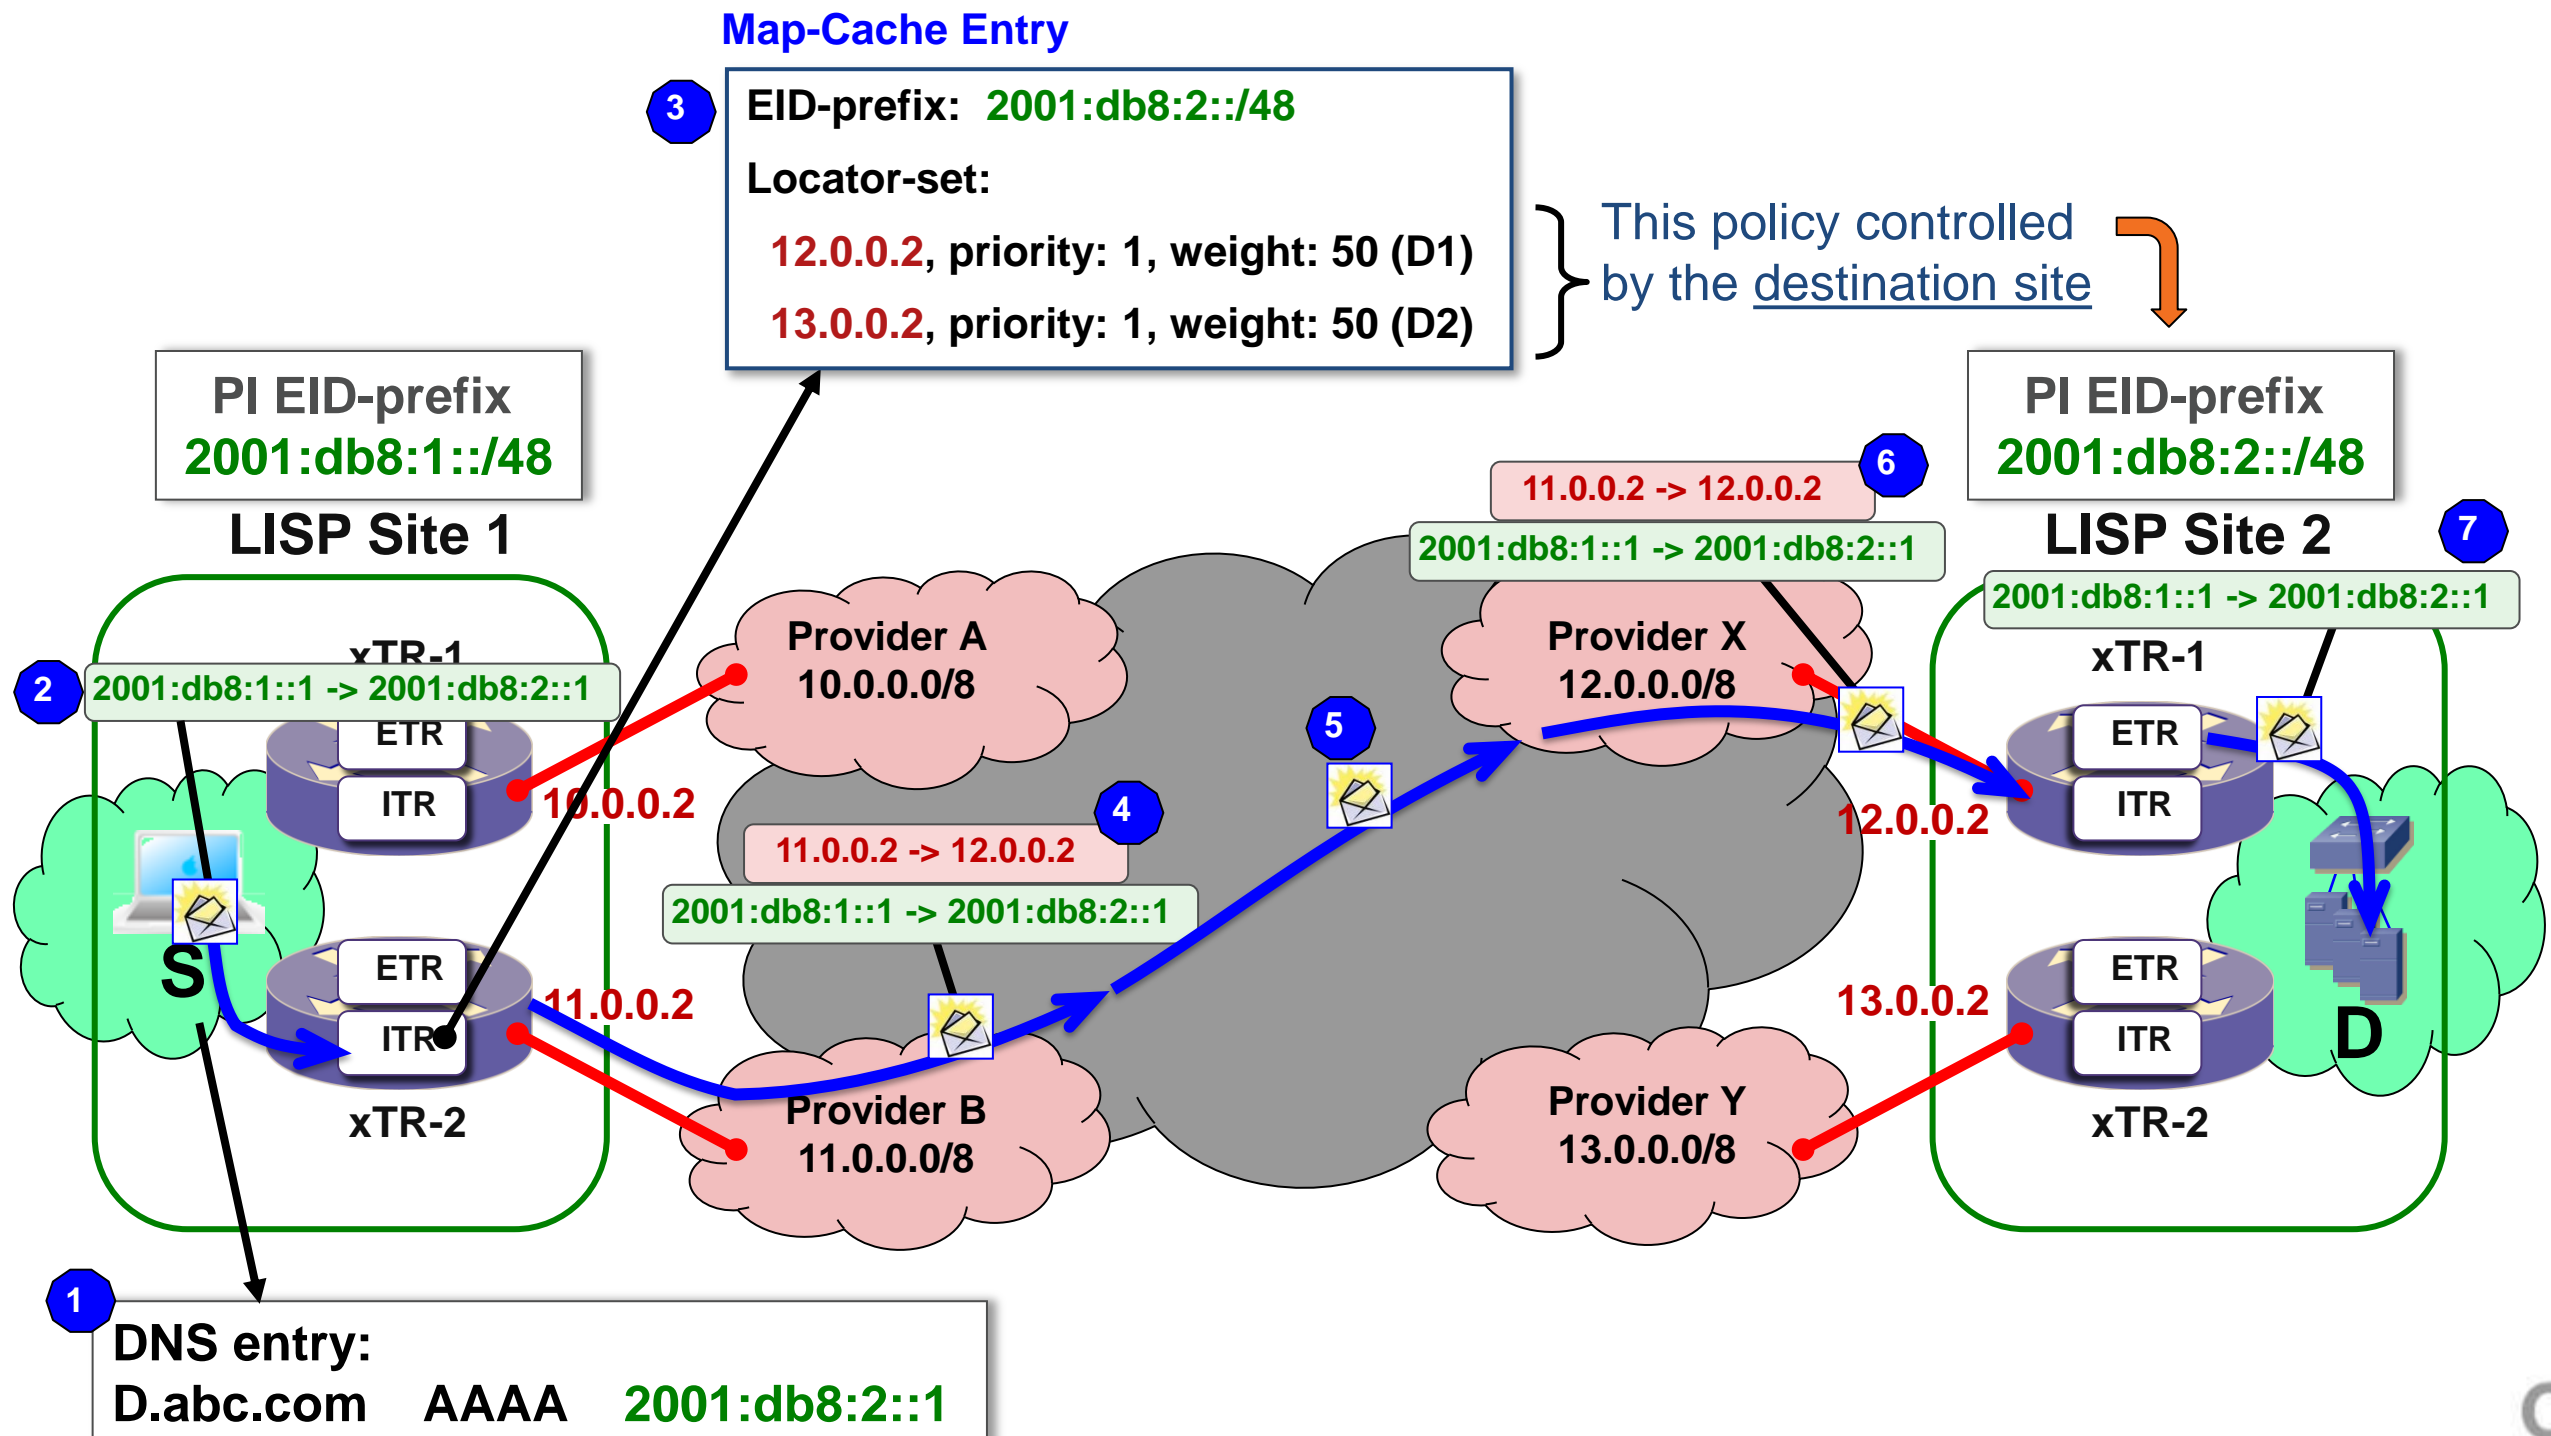 Map-Cache Entry
3
EID-prefix: 2001:db8:2::/48
Locator-set:
12.0.0.2, priority: 1, weight: 50 (D1)
13.0.0.2, priority: 1, weight: 50 (D2)
This policy controlled
by the destination site
PI EID-prefix
2001:db8:1::/48
LISP Site 1
PI EID-prefix
2001:db8:2::/48
LISP Site 2
6
11.0.0.2 -> 12.0.0.2
2001:db8:1::1 -> 2001:db8:2::1
7
2001:db8:1::1 -> 2001:db8:2::1
xTR-1
2
2001:db8:1::1 -> 2001:db8:2::1
ETR
ITR
10.0.0.2
Provider A
10.0.0.0/8
Provider X
12.0.0.0/8
5
xTR-1
ETR
ITR
12.0.0.2
4
11.0.0.2 -> 12.0.0.2
2001:db8:1::1 -> 2001:db8:2::1
S
ETR
ITR
11.0.0.2
xTR-2
Provider B
11.0.0.0/8
Provider Y
13.0.0.0/8
13.0.0.2
ETR
ITR
xTR-2
D
1
DNS entry:
D.abc.com AAAA 2001:db8:2::1